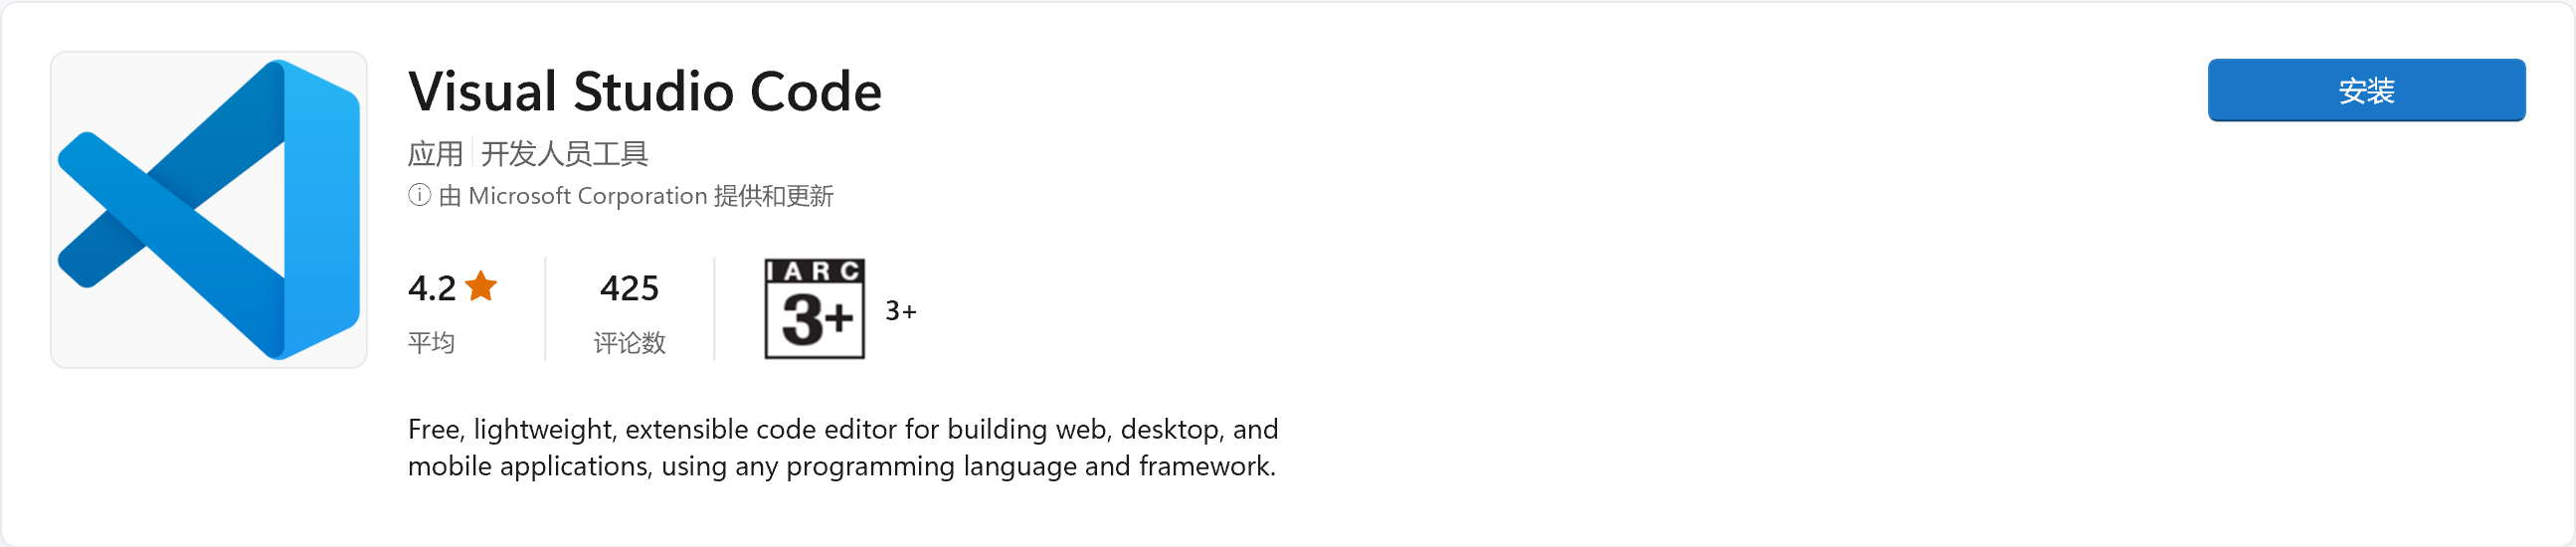 Visual Studio Code
安装
应用 开发人员工具
由 Microsoft Corporation 提供和更新
4.2
平均
425
评论数
IARC
3+
3+
Free, lightweight, extensible code editor for building web, desktop, and
mobile applications, using any programming language and framework.